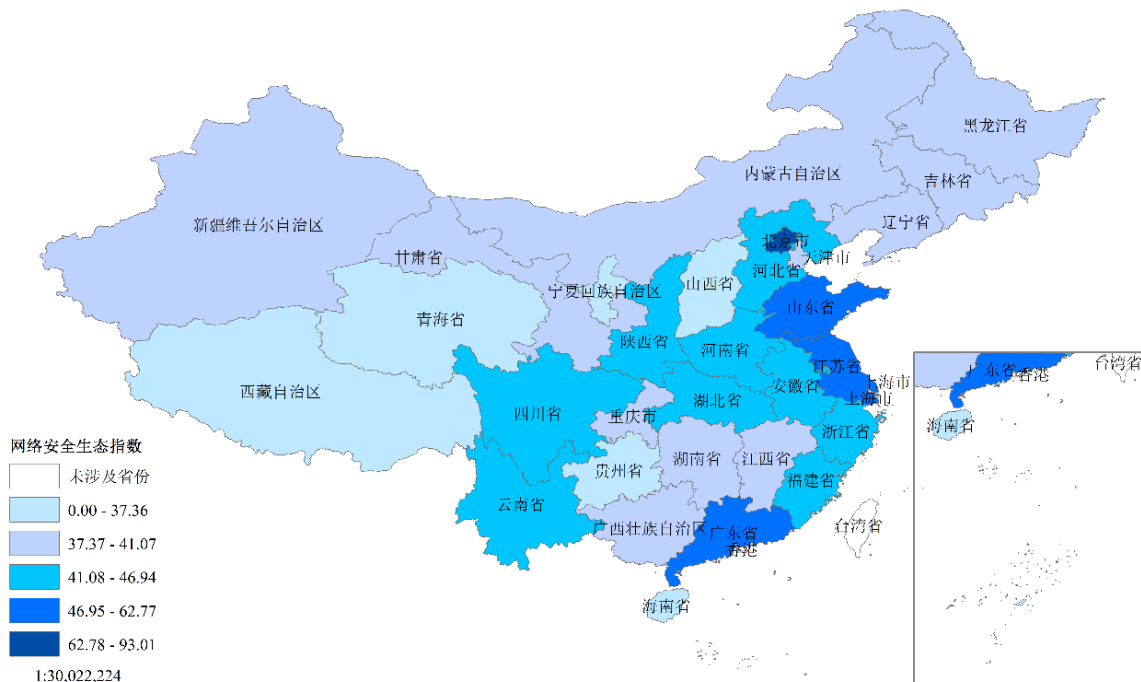 黑龙江省
内蒙古自治区
吉林省
新疆维吾尔自治区
辽宁省
北京市
甘肃省
天津市
河北省
宁夏回族自治区
山西省
山东省
青海省
陕西省
河南省
江苏省
上海市
安徽省
上海市
西藏自治区
四川省
湖北省
重庆市
浙江省
湖南省
江西省
贵州省
福建省
云南省
广西壮族自治区
广东省
台湾省
香港
海南省
台湾省
广东省
香港
海南省
网络安全生态指数
未涉及省份
0.00 - 37.36
37.37 - 41.07
41.08 - 46.94
46.95 - 62.77
62.78 - 93.01
1:30,022,224